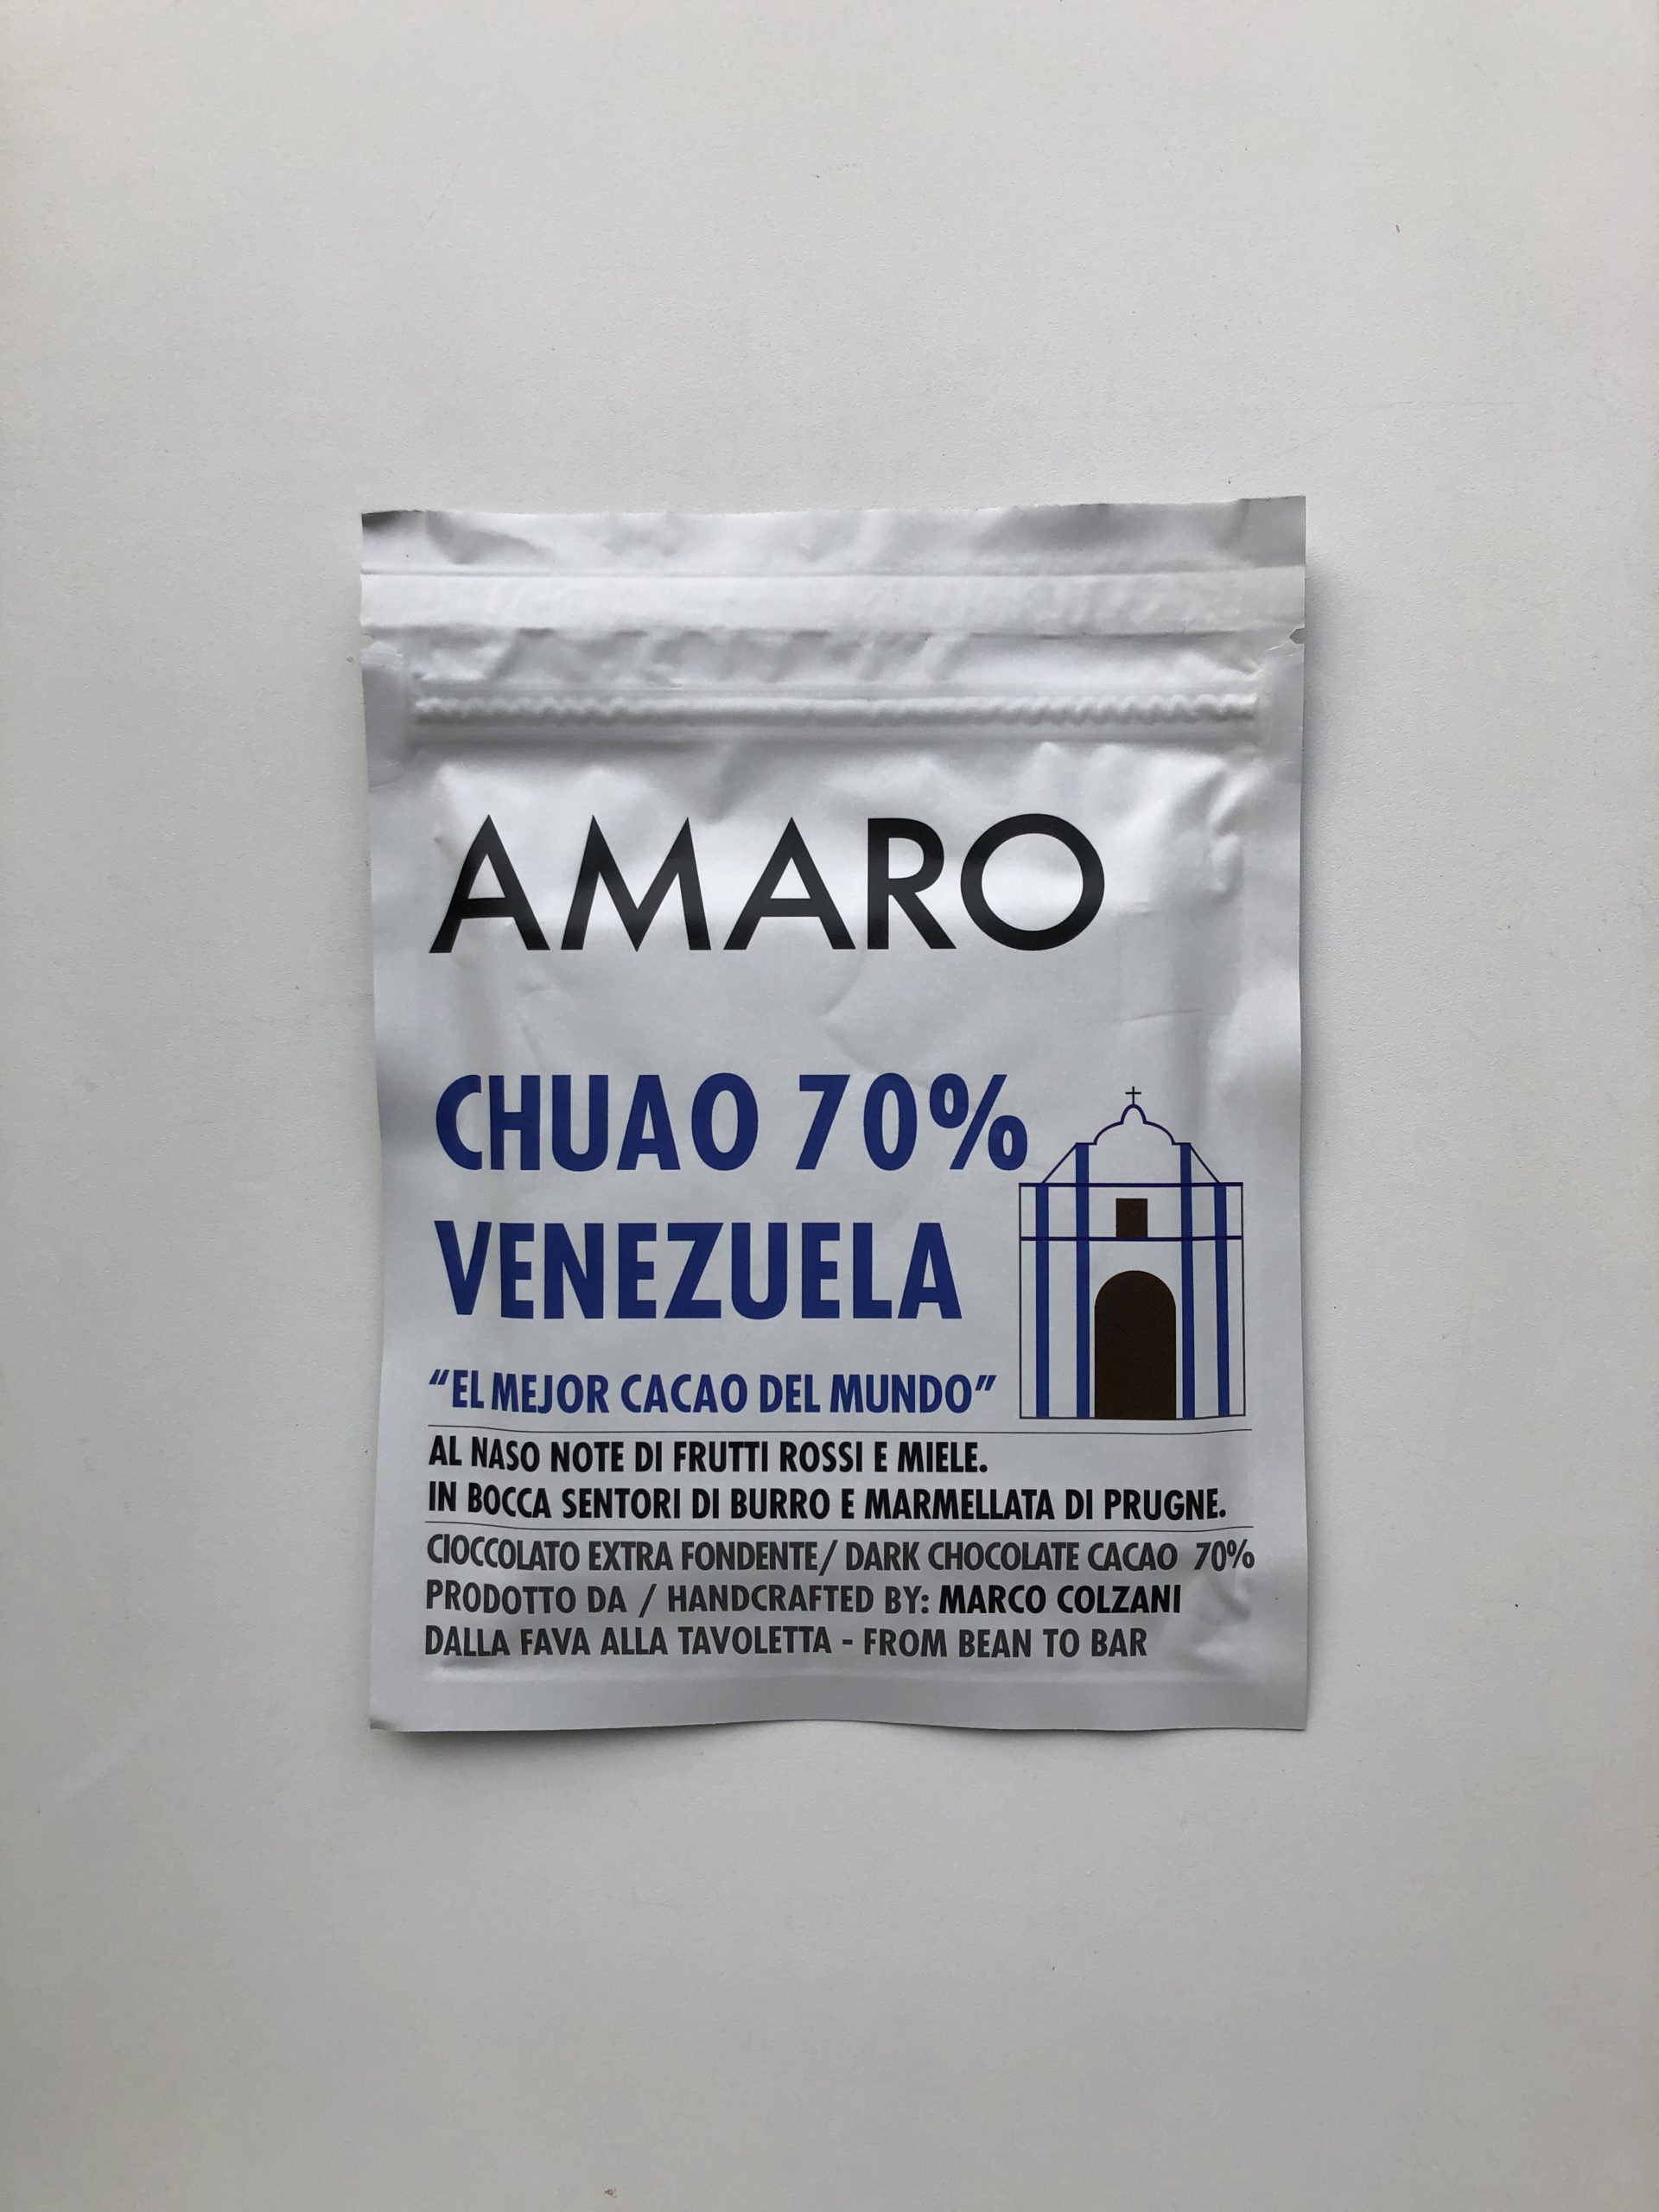 AMARO
CHUAO 70%
VENEZUELA
“EL MEJOR CACAO DEL MUNDO”
AL NASO NOTE DI FRUTTI ROSSI E MIELE.
IN BOCCA SENTORI DI BURRO E MARMELLATA DI PRUGNE.
CIOCCOLATO EXTRA FONDENTE/ DARK CHOCOLATE CACAO 70%
PRODOTTO DA / HANDCRAFTED BY: MARCO COLZANI
DALLA FAVA ALLA TAVOLETTA - FROM BEAN TO BAR